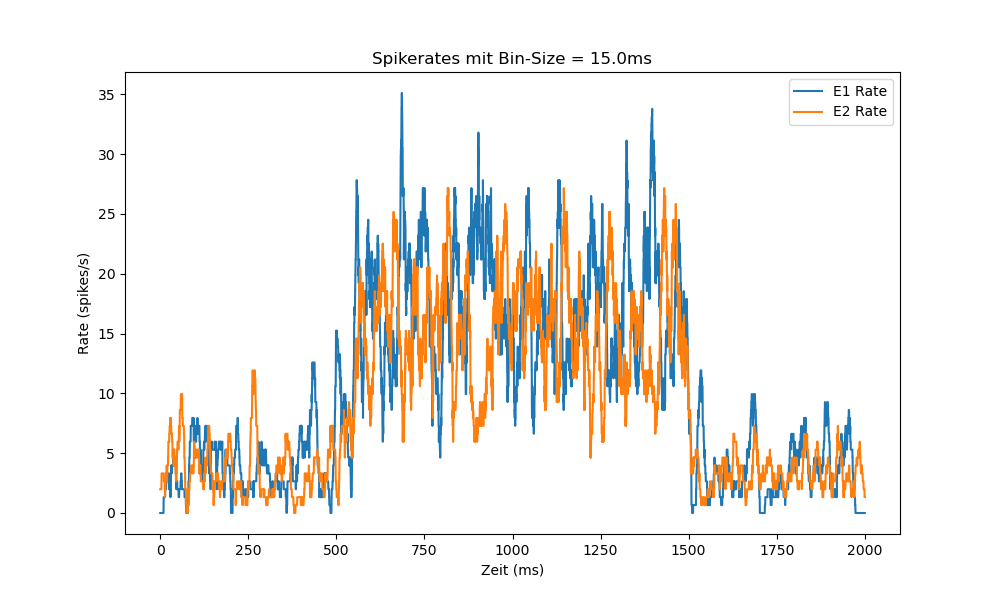 Spikerates mit Bin-Size = 15.0ms
E1 Rate
E2 Rate
35
30
25
20
15
10
5
0
Rate (spikes/s)
0 250 500 750 1000 1250 1500 1750 2000
Zeit (ms)